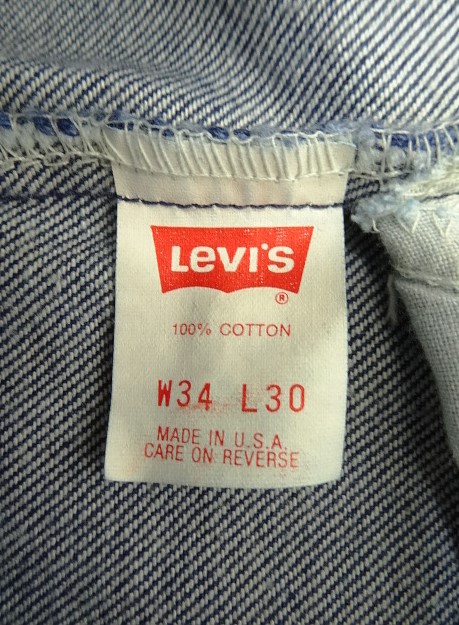 LEVI'S
®
100% COTTON
W34 L30
MADE IN U.S.A.
CARE ON REVERSE